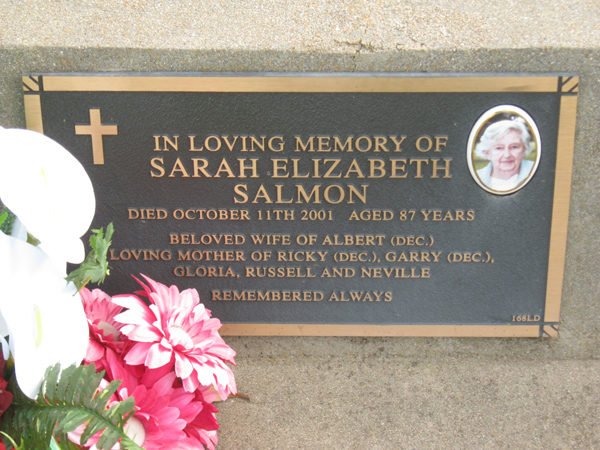 IN LOVING MEMORY OF
SARAH ELIZABETH
SALMON
DIED OCTOBER 11TH 2001 AGED 87 YEARS
BELOVED WIFE OF ALBERT (DEC.)
LOVING MOTHER OF RICKY (DEC.), GARRY (DEC.),
GLORIA, RUSSELL AND NEVILLE
REMEMBERED ALWAYS
168LD